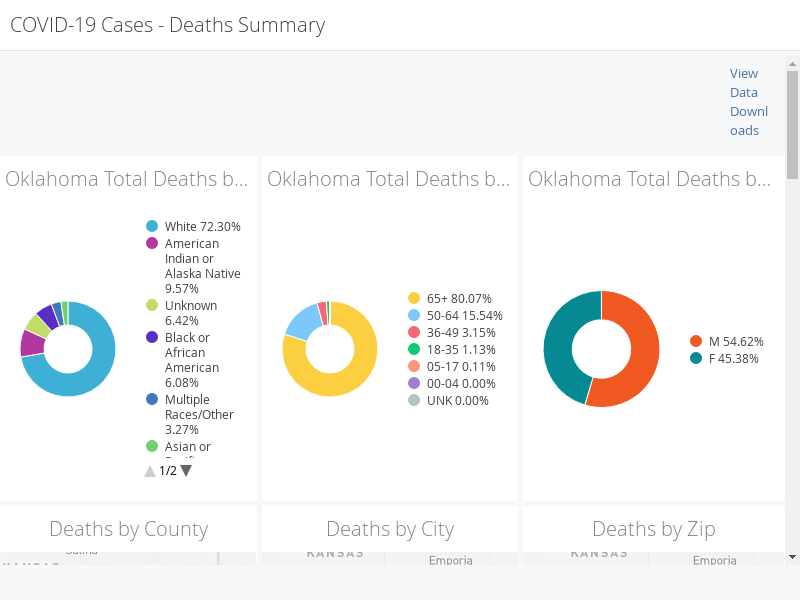 COVID-19 Cases - Deaths Summary
View
Data
Downl
oads
Oklahoma Total Deaths b...
White 72.30%
American
Indian or
Alaska Native
9.57%
Unknown
6.42%
Black or
African
American
6.08%
Multiple
Races/Other
3.27%
Asian or
1/2
Oklahoma Total Deaths b...
65+ 80.07%
50-64 15.54%
36-49 3.15%
18-35 1.13%
05-17 0.11%
00-04 0.00%
UNK 0.00%
Oklahoma Total Deaths b...
M 54.62%
F 45.38%
Deaths by County
Deaths by City
KANSAS
Emporia
Deaths by Zip
KANSAS
Emporia